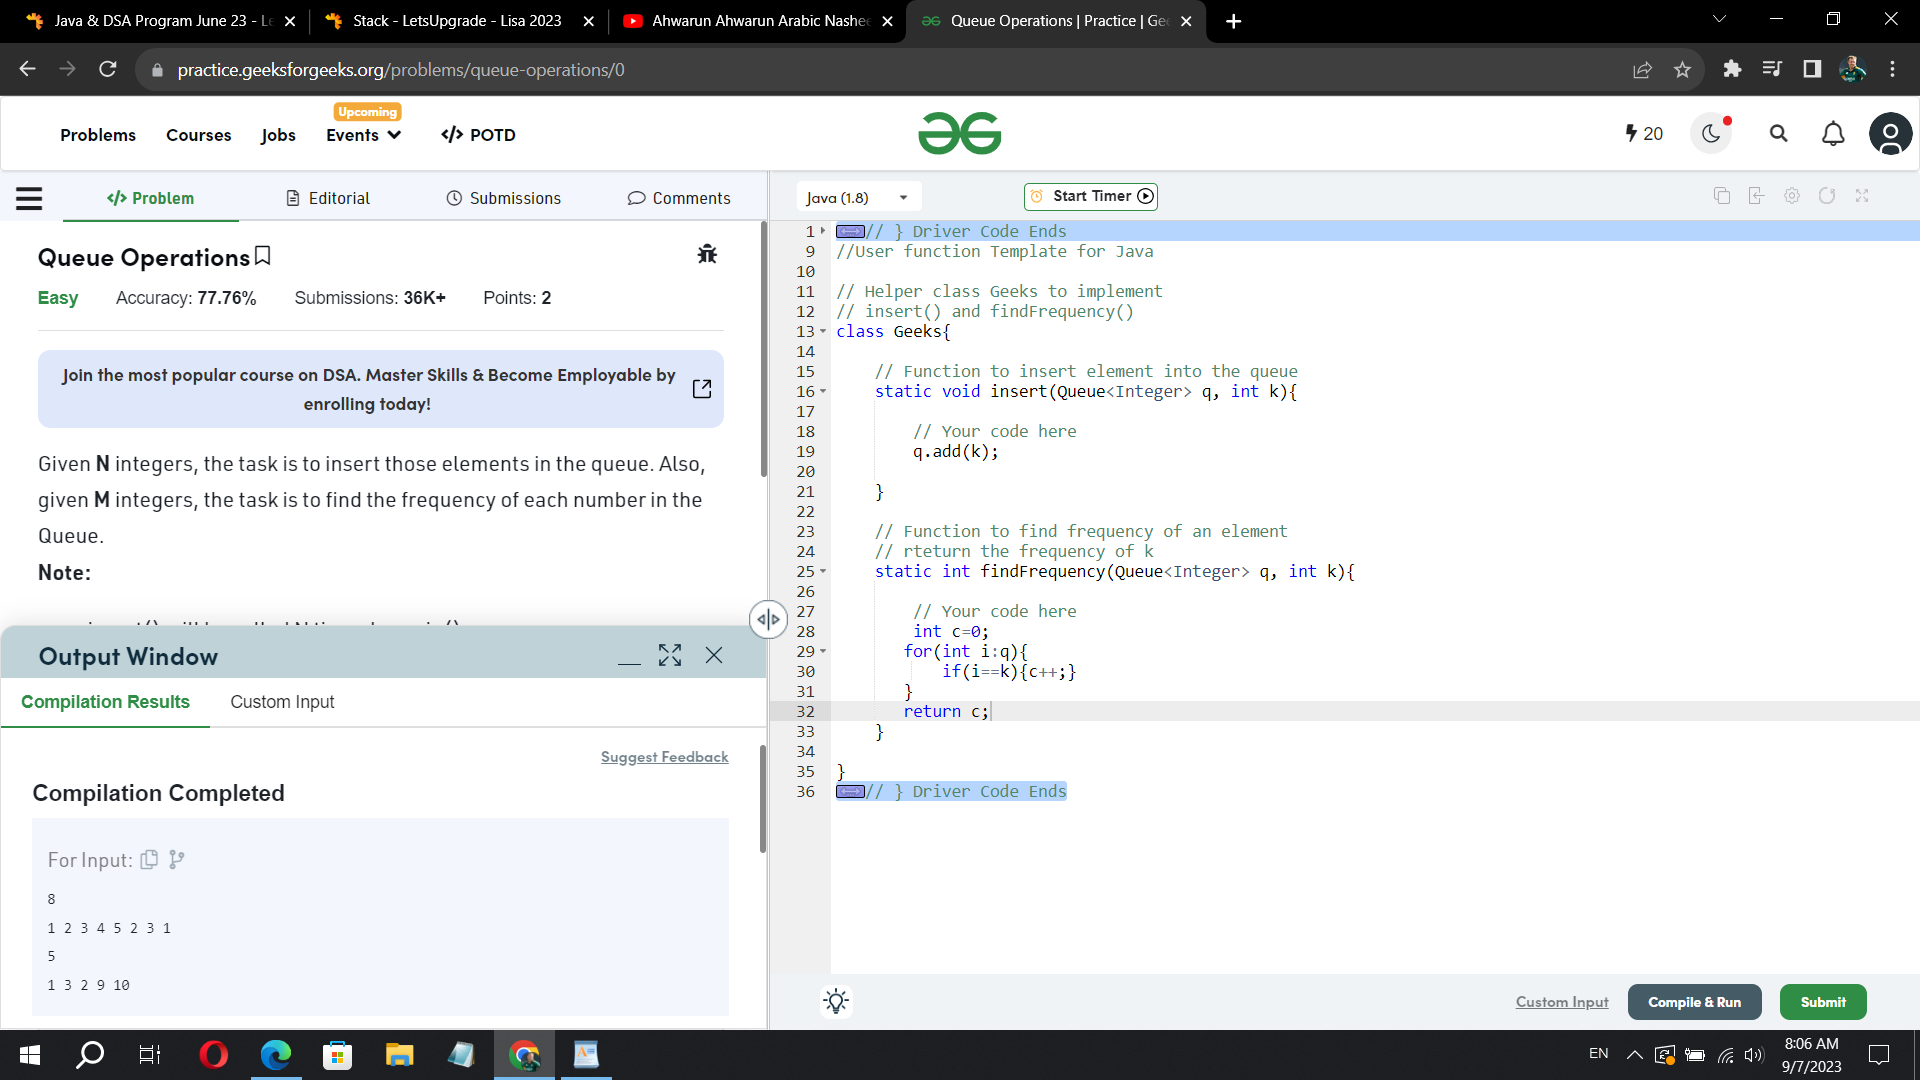 Java & DSA Program June 23 - Le
Stack - LetsUpgrade - Lisa 2023
Ahwarun Ahwarun Arabic Nashee
Queue Operations | Practice | Gee
practice.geeksforgeeks.org/problems/queue-operations/0
Upcoming
Problems
Courses
Jobs
Events
</> POTD
20
</> Problem
Editorial
Submissions
Comments
Java (1.8)
Start Timer
Queue Operations
Easy
Accuracy: 77.76%
Submissions: 36K+
Points: 2
Join the most popular course on DSA. Master Skills & Become Employable by
enrolling today!
Given N integers, the task is to insert those elements in the queue. Also,
given M integers, the task is to find the frequency of each number in the
Queue.
Note:
Output Window
Compilation Results
Custom Input
Suggest Feedback
Compilation Completed
For Input:
8
1 2 3 4 5 2 3 1
5
1 3 2 9 10
1 // } Driver Code Ends
9 //User function Template for Java
10
11 // Helper class Geeks to implement
12 // insert() and findFrequency()
13 class Geeks{
14
15 // Function to insert element into the queue
16 static void insert(Queue<Integer> q, int k){
17
18 // Your code here
19 q.add(k);
20
21 }
22
23 // Function to find frequency of an element
24 // rteturn the frequency of k
25 static int findFrequency(Queue<Integer> q, int k){
26
27 // Your code here
28 int c=0;
29 for(int i:q){
30 if(i==k){c++;}
31 }
32 return c;
33 }
34
35 }
36 // } Driver Code Ends
Custom Input
Compile & Run
Submit
EN
8:06 AM
9/7/2023